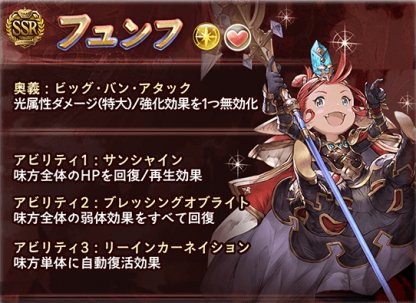 SSR フュンフ
奥義：ビッグ・バン・アタック
光属性ダメージ(特大)/強化効果を1つ無効化
アビリティ1：サンシャイン
味方全体のHPを回復/再生効果
アビリティ2：ブレッシングオブライト
味方全体の弱体効果をすべて回復
アビリティ3：リーインカーネイション
味方単体に自動復活効果